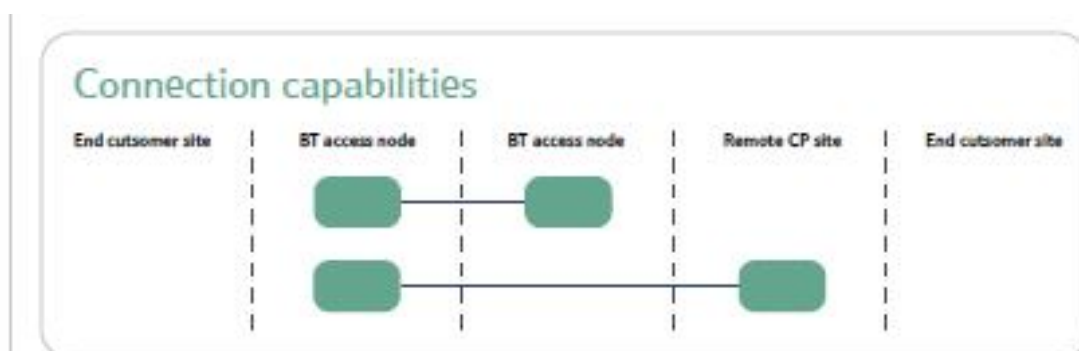 Connection capabilities
End cutsomer site BT access node BT access node Remote CP site End cutsomer site